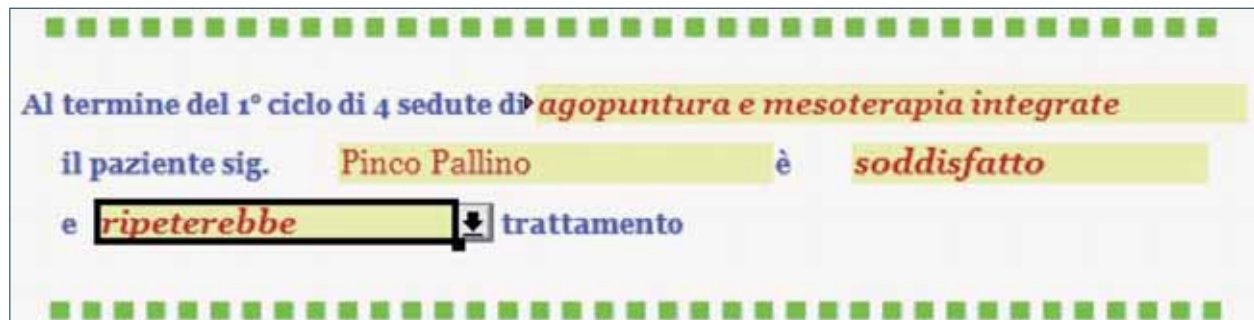 Al termine del 1° ciclo di 4 sedute di agopuntura e mesoterapia integrate
il paziente sig. Pinco Pallino è soddisfatto
e ripeterebbe trattamento